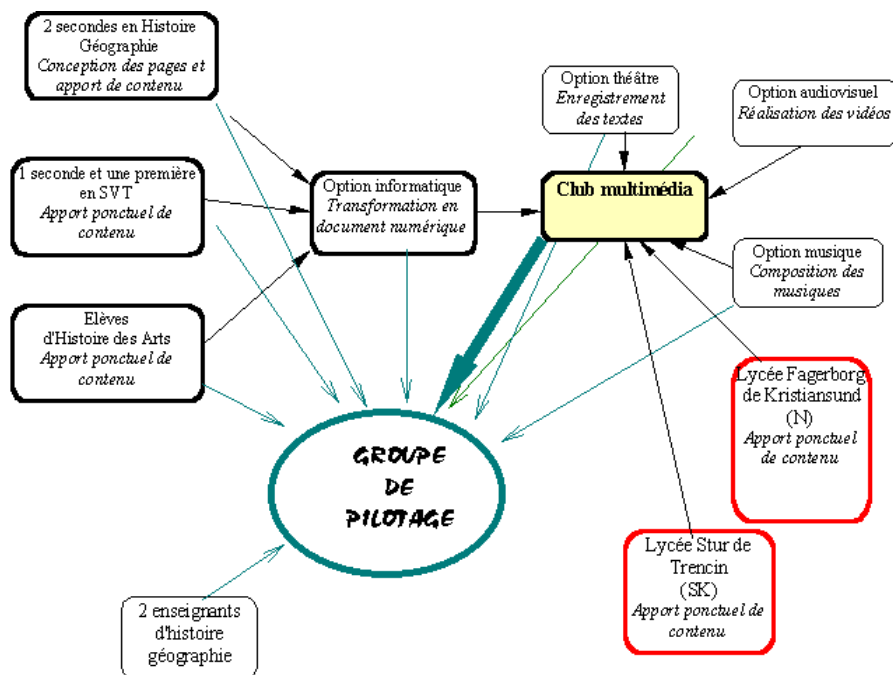 2 secondes en Histoire
Géographie
Conception des pages et
apport de contenu
Option théâtre
Enregistrement
des textes
Option audiovisuel
Réalisation des vidéos
1 seconde et une première
en SVT
Apport ponctuel de
contenu
Option informatique
Transformation en
document numérique
Club multimédia
Option musique
Composition des
musiques
Elèves
d'Histoire des Arts
Apport ponctuel de
contenu
Lycée Fagerborg
de Kristiansund
(N)
Apport ponctuel
de contenu
GROUPE
DE
PILOTAGE
Lycée Stur de
Trencin
(SK)
Apport ponctuel de
contenu
2 enseignants
d'histoire
géographie